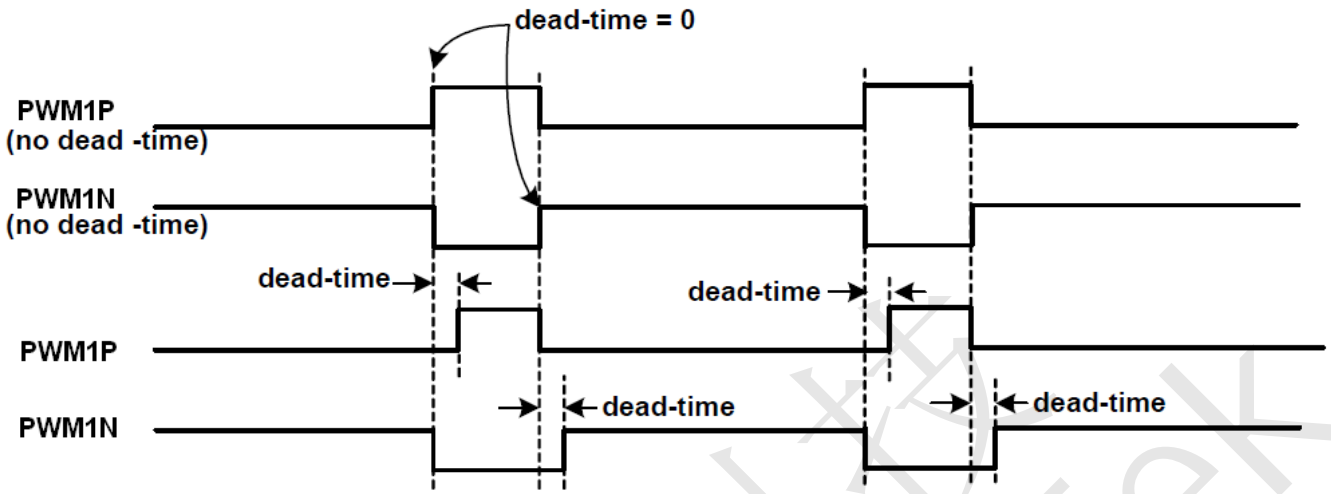 dead-time = 0
PWM1P
(no dead -time)
PWM1N
(no dead -time)
dead-time
dead-time
PWM1P
dead-time
dead-time
PWM1N